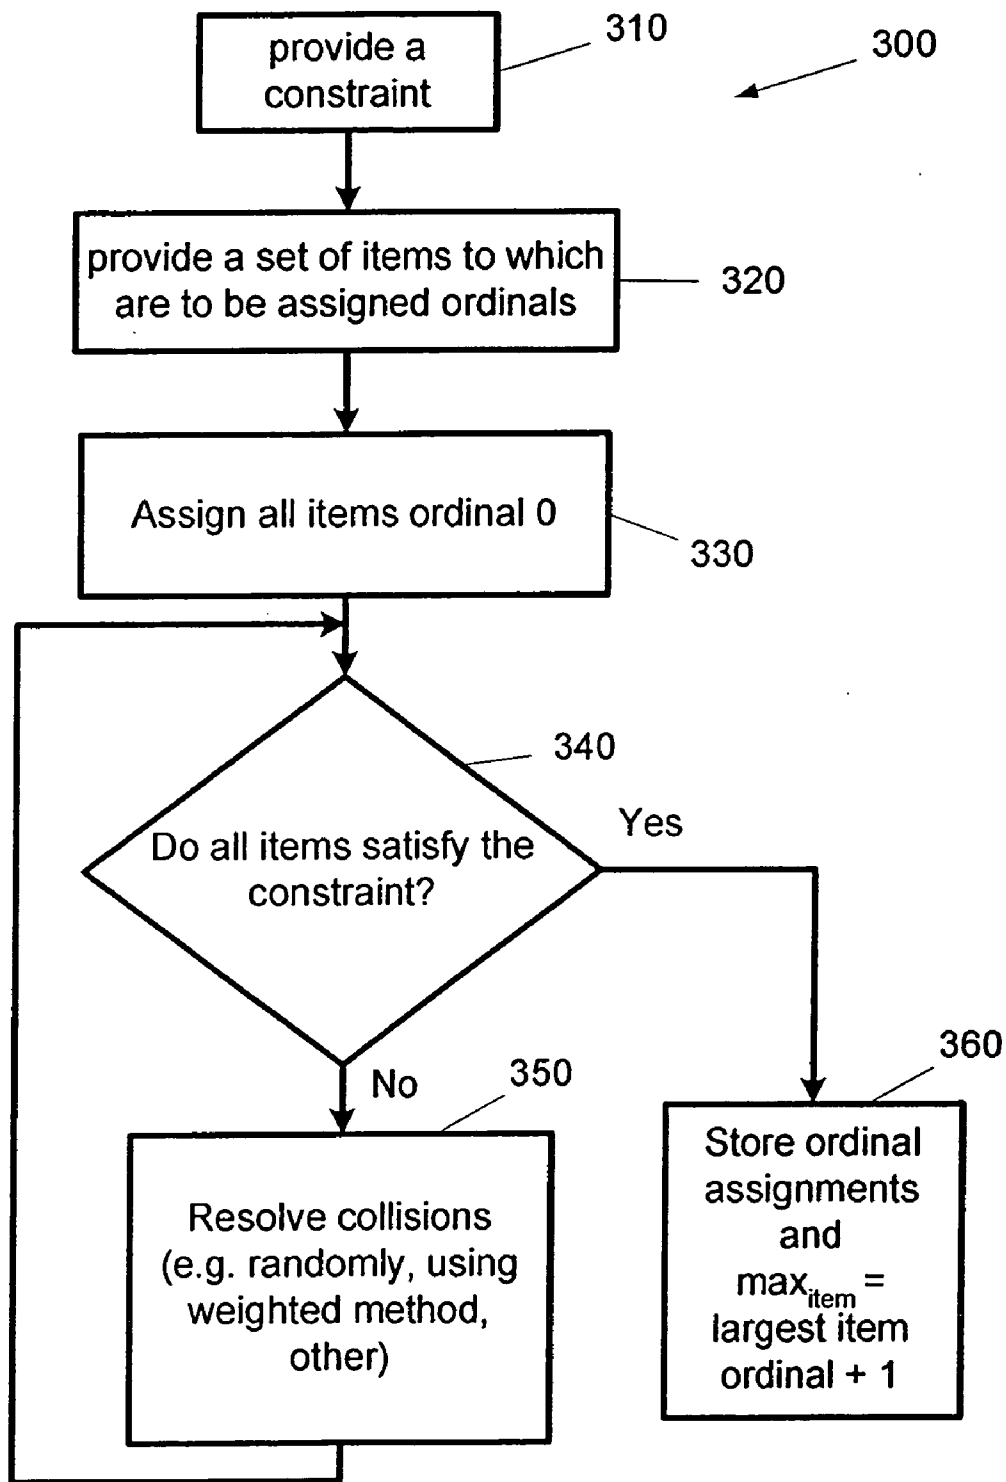 provide a
constraint
310
300
provide a set of items to which
are to be assigned ordinals
320
Assign all items ordinal 0
330
340
Do all items satisfy the
constraint?
Yes
No
350
Resolve collisions
(e.g. randomly, using
weighted method,
other)
360
Store ordinal
assignments
and
max_item =
largest item
ordinal + 1